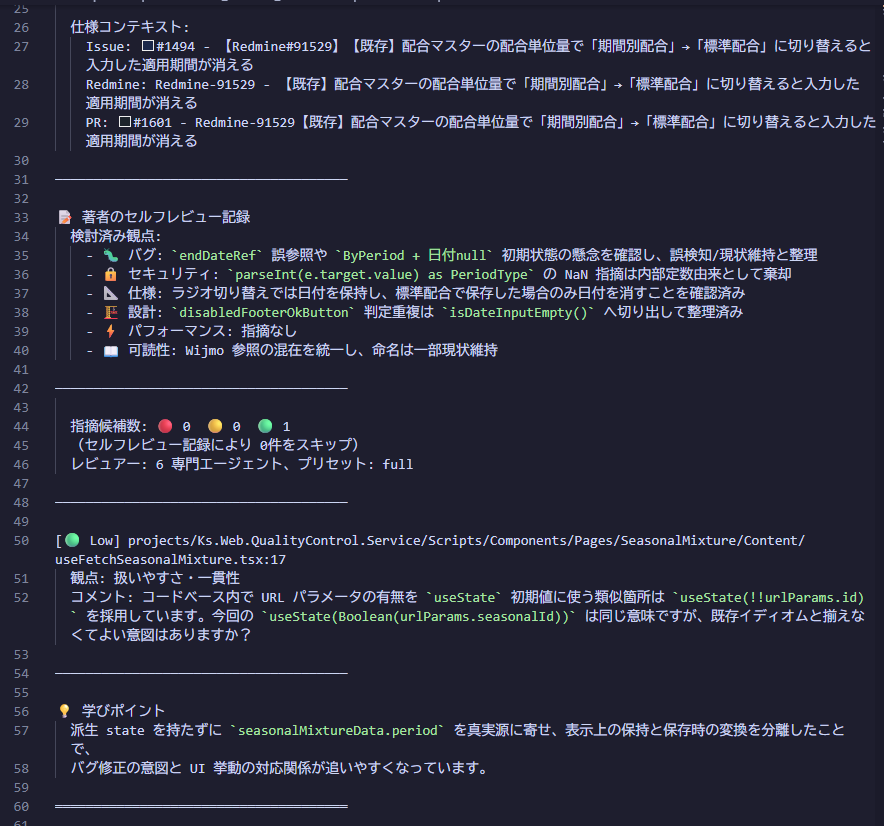 25
26 仕様コンテキスト:
27 Issue: □#1494 - 【Redmine#91529】【既存】配合マスターの配合単位量で「期間別配合」→「標準配合」に切り替えると
入力した適用期間が消える
28 Redmine: Redmine-91529 - 【既存】配合マスターの配合単位量で「期間別配合」→「標準配合」に切り替えると入力した
適用期間が消える
29 PR: □#1601 - Redmine-91529【既存】配合マスターの配合単位量で「期間別配合」→「標準配合」に切り替えると入力した
適用期間が消える
30
31 ────────────────────────
32
33 📝 著者のセルフレビュー記録
34 検討済み観点:
35 - 🐛 バグ: `endDateRef` 誤参照や `ByPeriod + 日付null` 初期状態の懸念を確認し、誤検知/現状維持と整理
36 - 🔒 セキュリティ: `parseInt(e.target.value) as PeriodType` の NaN 指摘は内部定数由来として棄却
37 - 📐 仕様: ラジオ切り替えでは日付を保持し、標準配合で保存した場合のみ日付を消すことを確認済み
38 - 🏗 設計: `disabledFooterOkButton` 判定重複は `isDateInputEmpty()` へ切り出して整理済み
39 - ⚡ パフォーマンス: 指摘なし
40 - 📖 可読性: Wijmo 参照の混在を統一し、命名は一部現状維持
41
42 ────────────────────────
43
44 指摘候補数: 🔴 0 🟡 0 🟢 1
45 （セルフレビュー記録により 0件をスキップ）
46 レビュアー: 6 専門エージェント、プリセット: full
47
48 ────────────────────────
49
50 [🟢 Low] projects/Ks.Web.QualityControl.Service/Scripts/Components/Pages/SeasonalMixture/Content/
useFetchSeasonalMixture.tsx:17
51 観点: 扱いやすさ・一貫性
52 コメント: コードベース内で URL パラメータの有無を `useState` 初期値に使う類似箇所は `useState(!!urlParams.id)
` を採用しています。今回の `useState(Boolean(urlParams.seasonalId))` は同じ意味ですが、既存イディオムと揃えな
くてよい意図はありますか？
53
54 ────────────────────────
55
56 💡 学びポイント
57 派生 state を持たずに `seasonalMixtureData.period` を真実源に寄せ、表示上の保持と保存時の変換を分離したこと
で、
58 バグ修正の意図と UI 挙動の対応関係が追いやすくなっています。
59
60 ════════════════════════
61